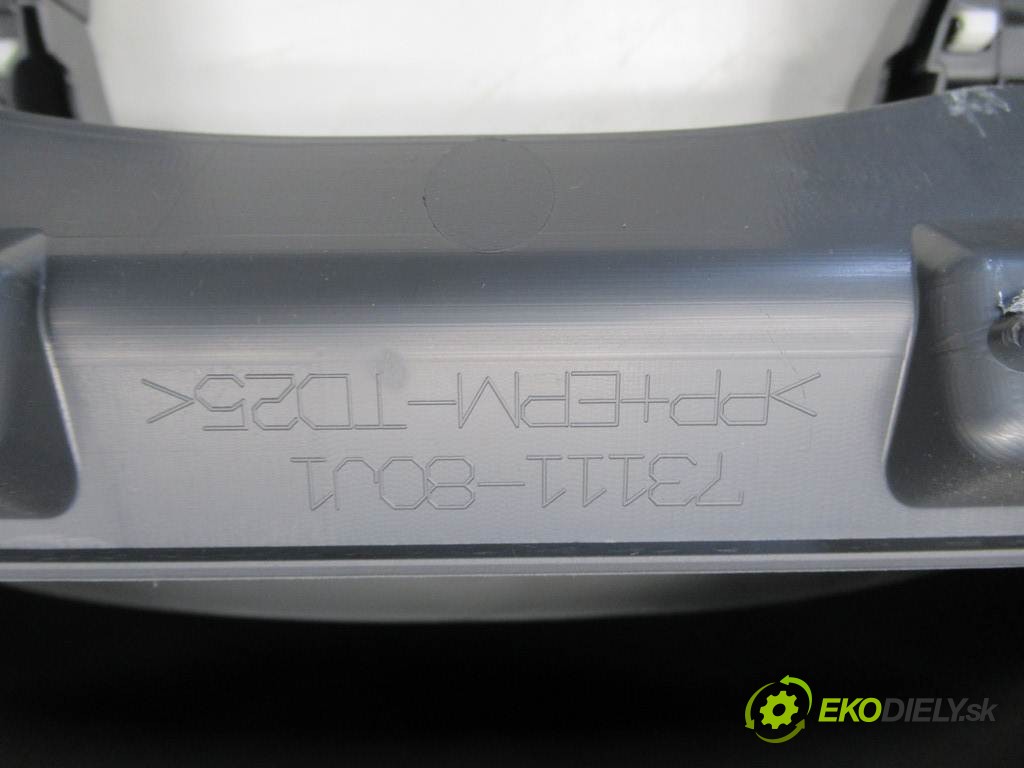 >PP+EPM-TD25<
73111-80J1
EKODIELY.sk